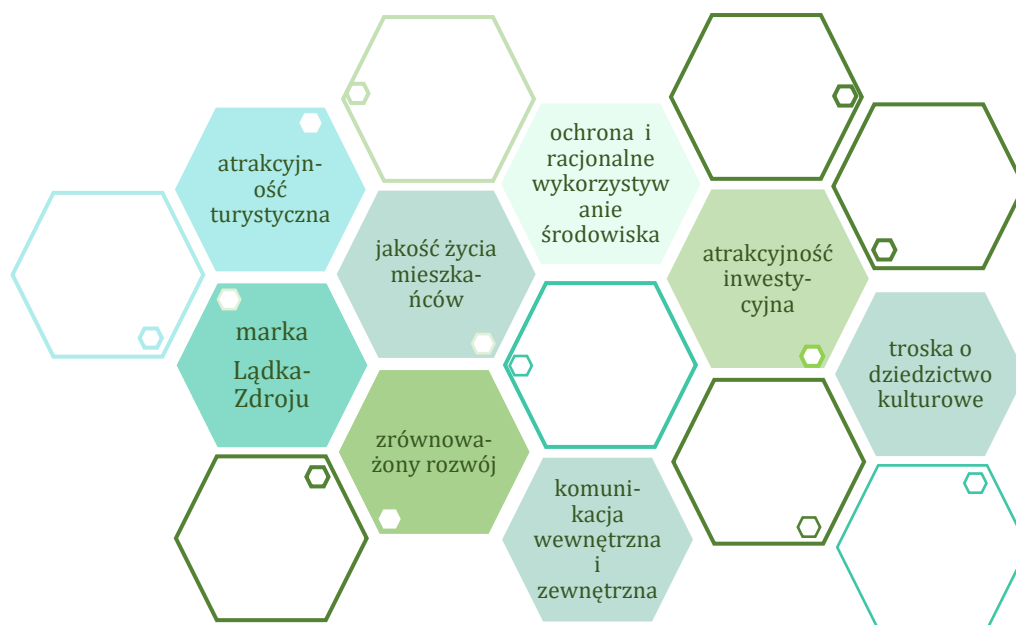 atrakcyjn-
ość
turystyczna
ochrona i
racjonalne
wykorzystyw
anie
środowiska
jakość życia
mieszka-
ńców
atrakcyjność
inwesty-
cyjna
marka
Lądka-
Zdroju
troska o
dziedzictwo
kulturowe
zrównowa-
żony rozwój
komuni-
kacja
wewnętrzna
i
zewnętrzna